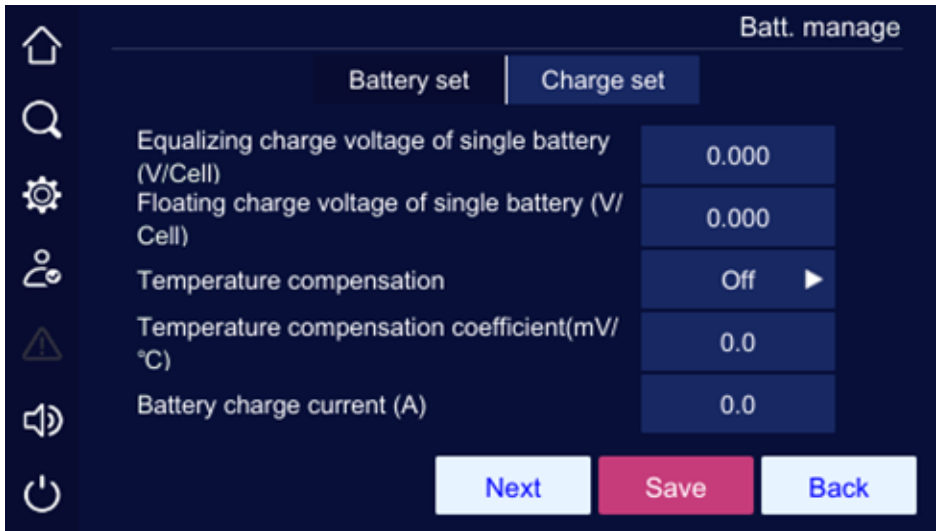 Batt. manage
Battery set
Charge set
Equalizing charge voltage of single battery
(V/Cell)
0.000
Floating charge voltage of single battery (V/
Cell)
0.000
Temperature compensation
Off
Temperature compensation coefficient(mV/
℃)
0.0
Battery charge current (A)
0.0
Next
Save
Back